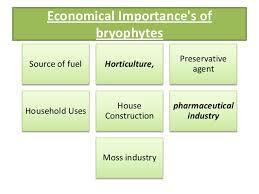 Economical Importance's of
bryophytes
Source of fuel
Horticulture,
Preservative
agent
Household Uses
House
Construction
pharmaceutical
industry
Moss industry